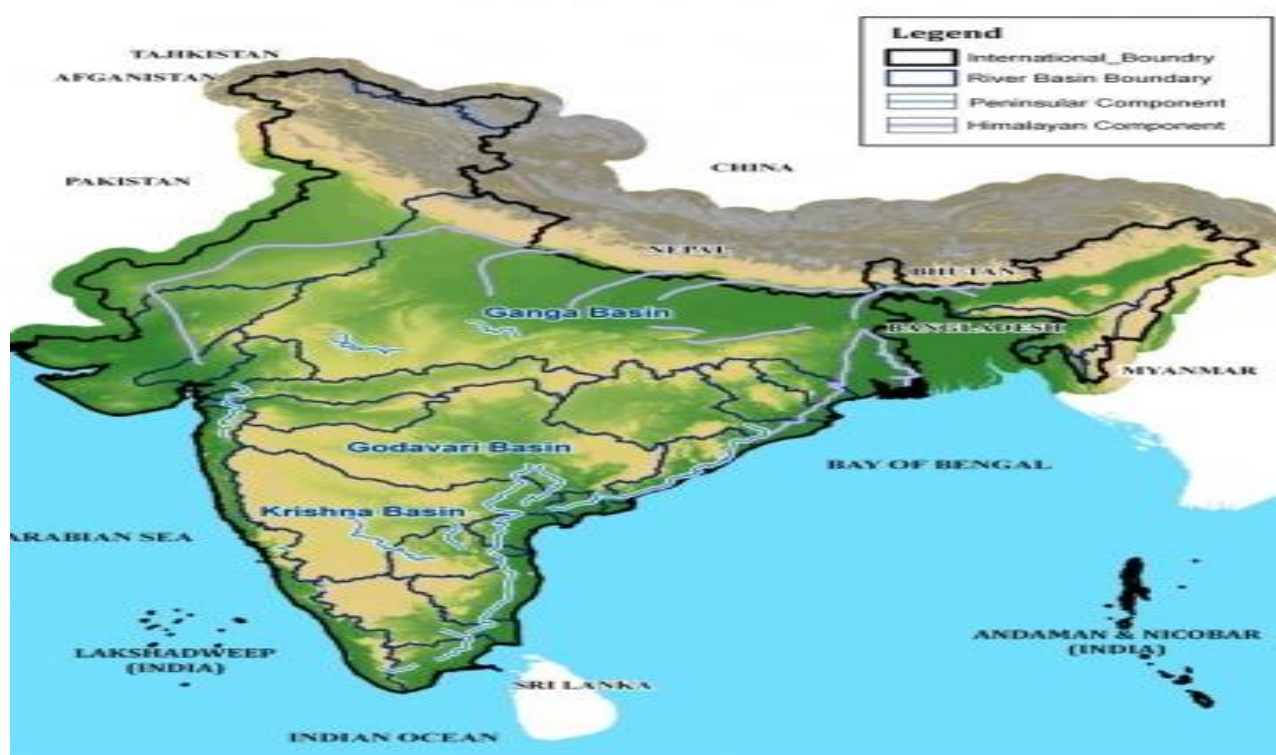 Legend
International_Boundry
River Basin Boundary
Peninsular Component
Himalayan Component
TAJIKISTAN
AFGANISTAN
PAKISTAN
CHINA
NEPAL
BHUTAN
Ganga Basin
BANGLADESH
MYANMAR
Godavari Basin
BAY OF BENGAL
Krishna Basin
ARABIAN SEA
LAKSHADWEEP
(INDIA)
ANDAMAN & NICOBAR
(INDIA)
SRI LANKA
INDIAN OCEAN